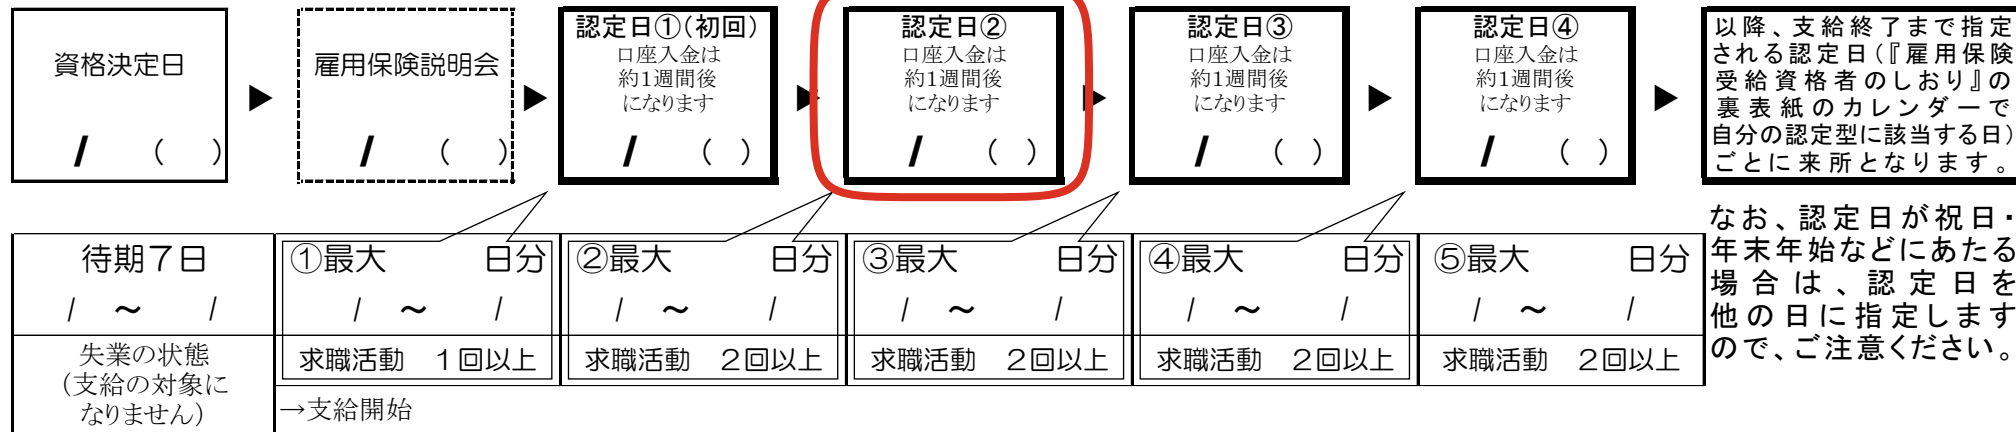 資格決定日
/ ( )
▶
雇用保険説明会
/ ( )
▶
認定日①(初回)
口座入金は
約1週間後
になります
/ ( )
▶
認定日②
口座入金は
約1週間後
になります
/ ( )
▶
認定日③
口座入金は
約1週間後
になります
/ ( )
▶
認定日④
口座入金は
約1週間後
になります
/ ( )
▶
以降、支給終了まで指定
される認定日(『雇用保険
受給資格者のしおり』の
裏表紙のカレンダーで
自分の認定型に該当する日)
ごとに来所となります。
なお、認定日が祝日・
年末年始などにあたる
場合は、認定日を
他の日に指定します
ので、ご注意ください。
待期7日
/ ~ /
失業の状態
(支給の対象に
なりません)
①最大 日分
/ ~ /
求職活動 1回以上
②最大 日分
/ ~ /
求職活動 2回以上
③最大 日分
/ ~ /
求職活動 2回以上
④最大 日分
/ ~ /
求職活動 2回以上
⑤最大 日分
/ ~ /
求職活動 2回以上
→支給開始